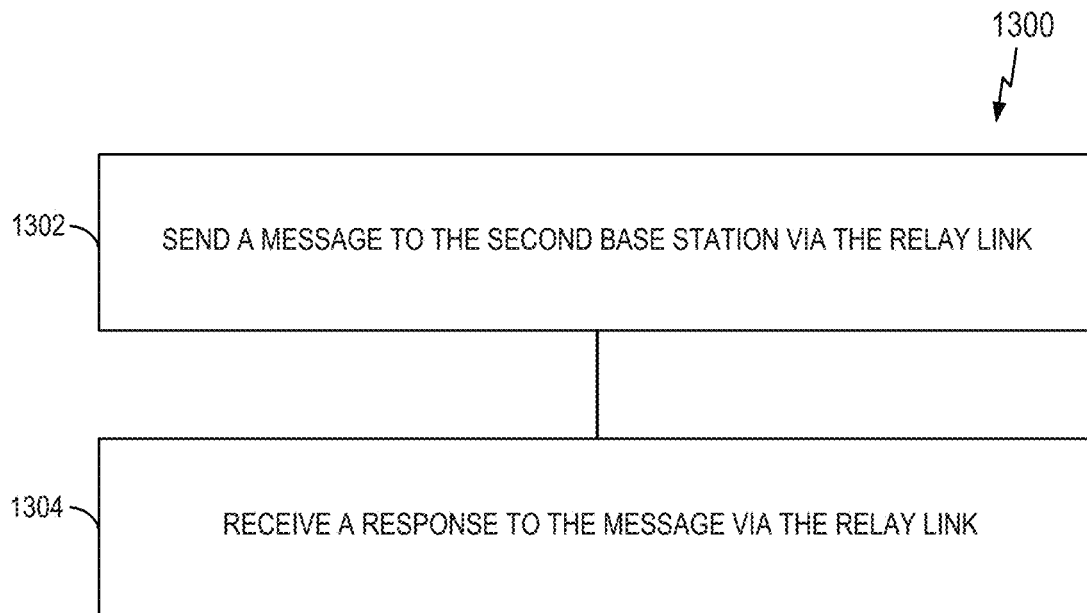 1300
1302
SEND A MESSAGE TO THE SECOND BASE STATION VIA THE RELAY LINK
1304
RECEIVE A RESPONSE TO THE MESSAGE VIA THE RELAY LINK